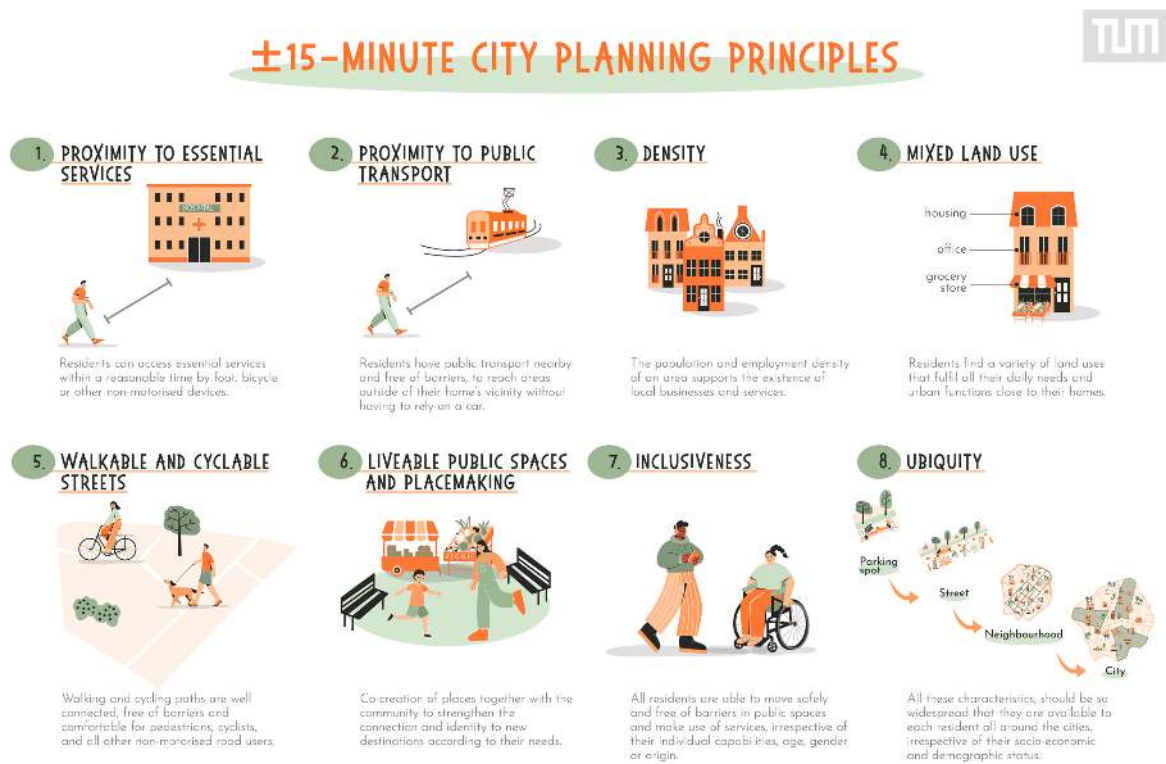 TUM
±15-MINUTE CITY PLANNING PRINCIPLES
1. PROXIMITY TO ESSENTIAL
SERVICES
HOSPITAL
Residents can access essential services
within a reasonable time by foot, bicycle
or other non-motorised devices.
2. PROXIMITY TO PUBLIC
TRANSPORT
Residents have public transport nearby
and free of barriers, to reach areas
outside of their home's vicinity without
having to rely on a car.
3. DENSITY
The population and employment density
of an area supports the existence of
local businesses and services.
4. MIXED LAND USE
housing
office
grocery
store
Residents find a variety of land uses
that fulfil all their daily needs and
urban functions close to their homes.
5. WALKABLE AND CYCLABLE
STREETS
Walking and cycling paths are well
connected, free of barriers and
comfortable for pedestrians, cyclists,
and all other non-motorised road users.
6. LIVEABLE PUBLIC SPACES
AND PLACEMAKING
VEGGIE
Co-creation of places together with the
community to strengthen the
connection and identity to new
destinations according to their needs.
7. INCLUSIVENESS
All residents are able to move safely
and free of barriers in public spaces
and make use of services, irrespective of
their individual capabilities, age, gender
or origin.
8. UBIQUITY
Parking
spot
Street
Neighbourhood
City
All these characteristics, should be so
widespread that they are available to
each resident all around the cities,
irrespective of their socio-economic
and demographic status.